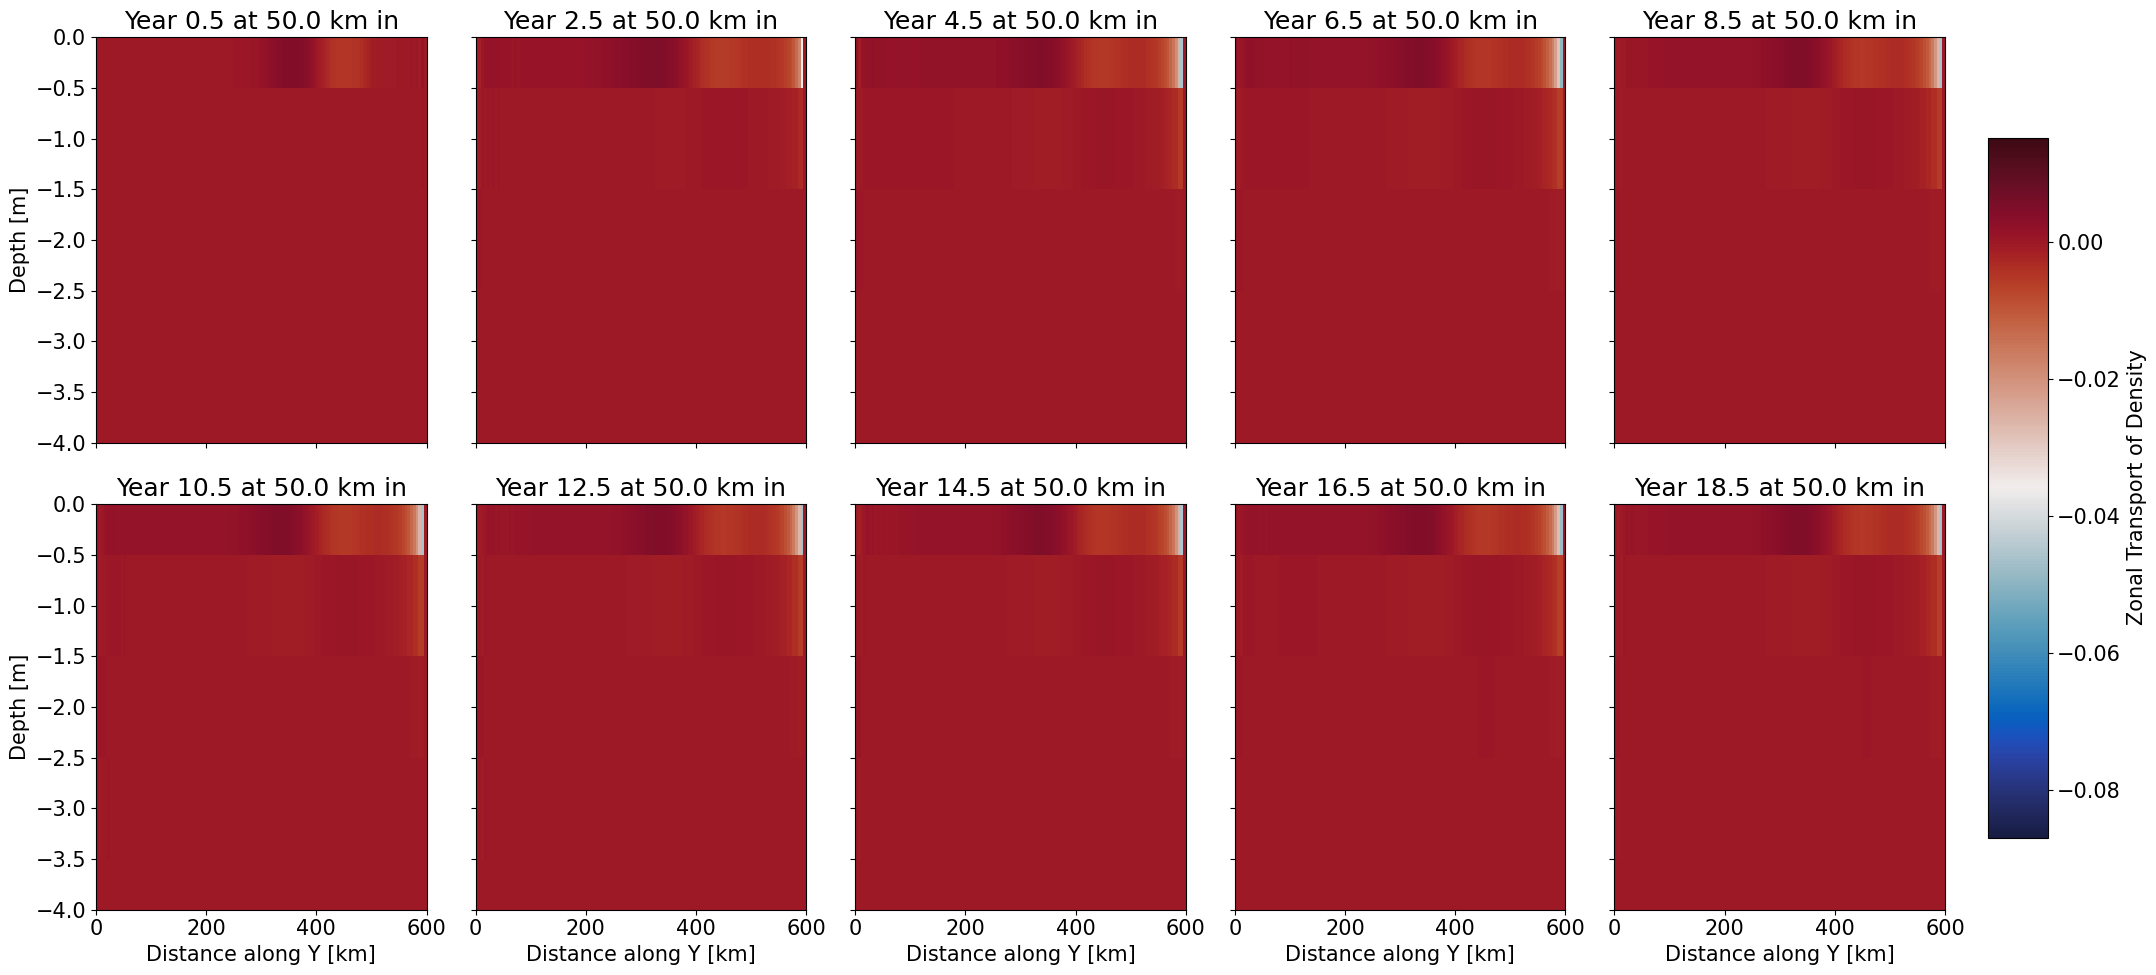 Year 0.5 at 50.0 km in
Year 2.5 at 50.0 km in
Year 4.5 at 50.0 km in
Year 6.5 at 50.0 km in
Year 8.5 at 50.0 km in
0.0
−0.5
−1.0
−1.5
−2.0
−2.5
−3.0
−3.5
−4.0
Depth [m]
Year 10.5 at 50.0 km in
Year 12.5 at 50.0 km in
Year 14.5 at 50.0 km in
Year 16.5 at 50.0 km in
Year 18.5 at 50.0 km in
0.0
−0.5
−1.0
−1.5
−2.0
−2.5
−3.0
−3.5
−4.0
Depth [m]
0 200 400 600
0 200 400 600
0 200 400 600
0 200 400 600
0 200 400 600
Distance along Y [km]
Distance along Y [km]
Distance along Y [km]
Distance along Y [km]
Distance along Y [km]
0.00
−0.02
−0.04
−0.06
−0.08
Zonal Transport of Density